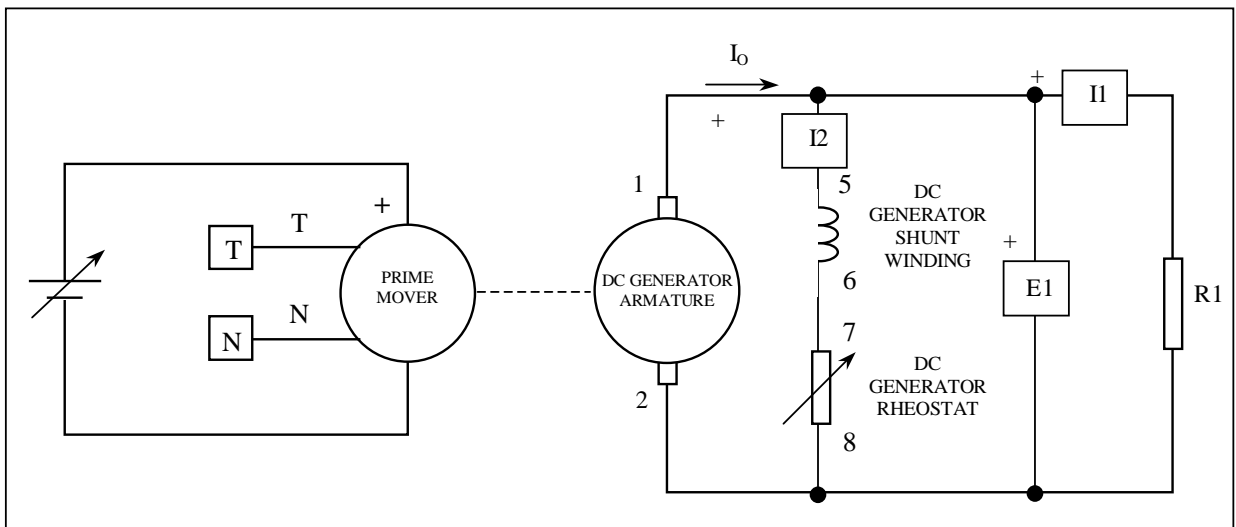 I_O
+
+
I1
I2
1
5
DC
GENERATOR
SHUNT
WINDING
+
T
T
+
PRIME
MOVER
DC GENERATOR
ARMATURE
6
E1
R1
N
N
7
2
DC
GENERATOR
RHEOSTAT
8